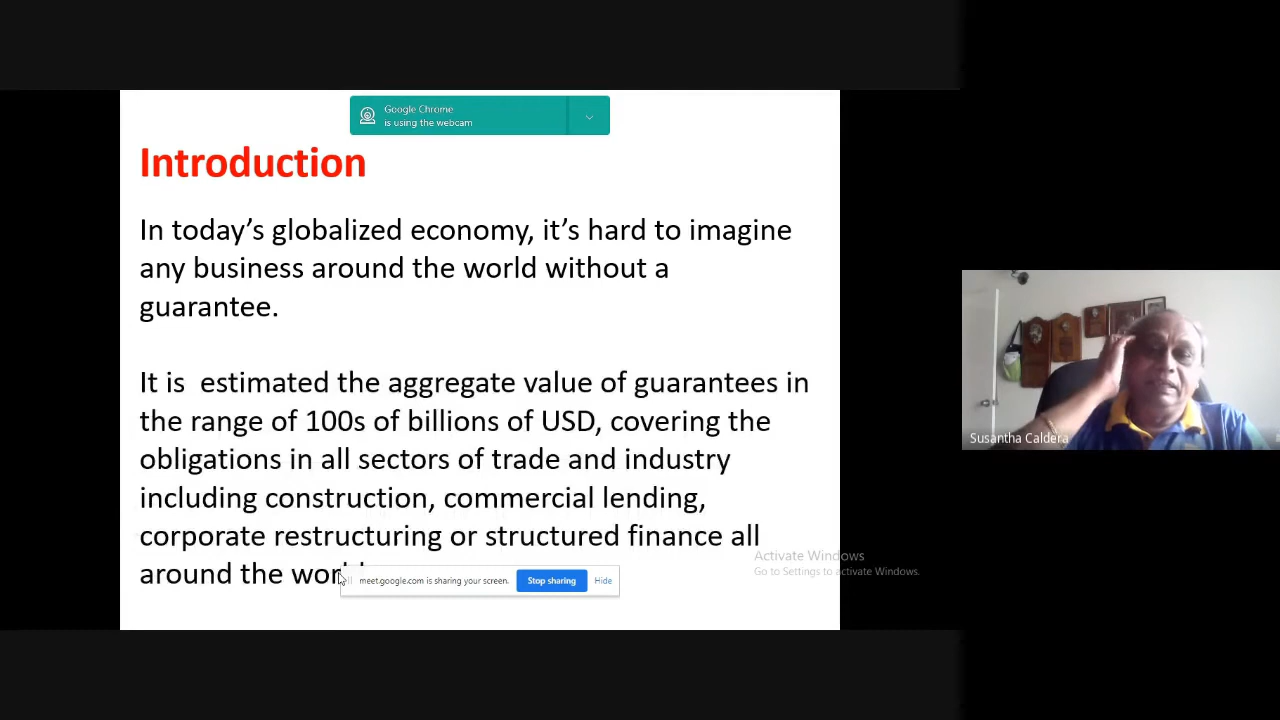 Google Chrome
is using the webcam
Introduction
In today’s globalized economy, it’s hard to imagine
any business around the world without a
guarantee.
It is  estimated the aggregate value of guarantees in
the range of 100s of billions of USD, covering the
obligations in all sectors of trade and industry
including construction, commercial lending,
corporate restructuring or structured finance all
around the
meet.google.com is sharing your screen.
Stop sharing
Hide
Activate Windows
Go to Settings to activate Windows.
Susantha Caldera